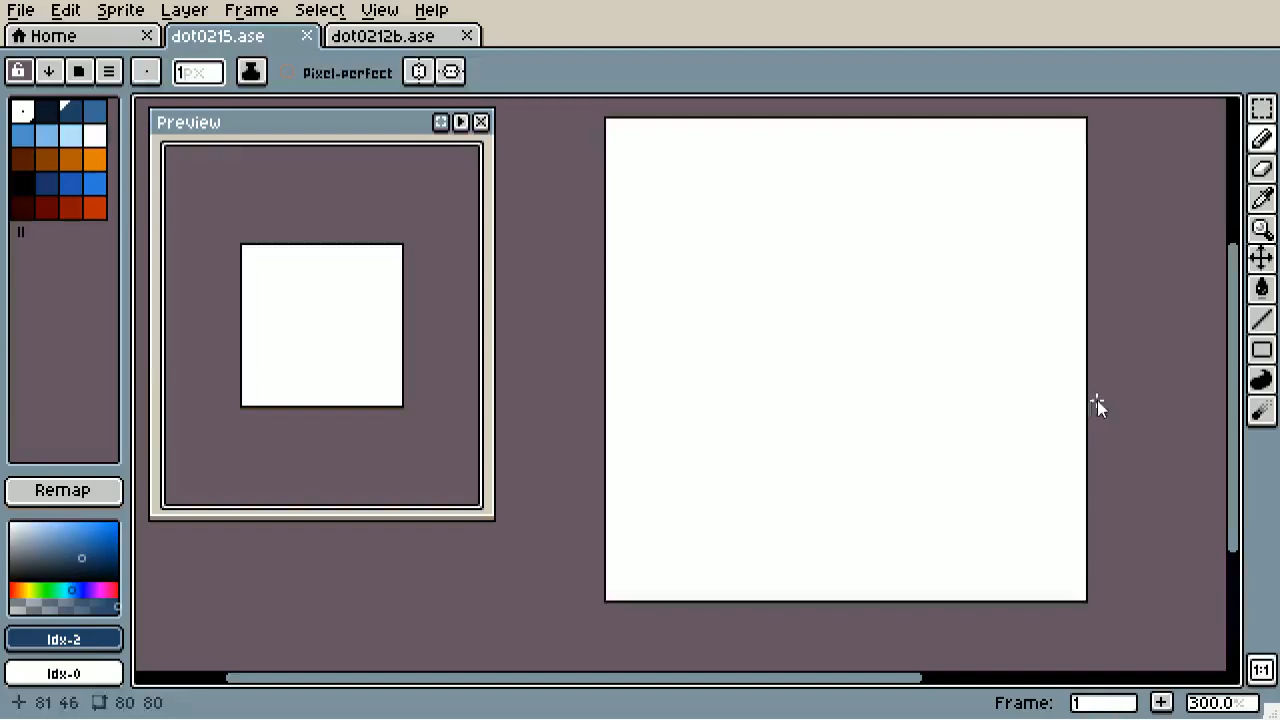 File Edit Sprite Layer Frame Select View Help
Home dot0215.ase dot0212b.ase
1px Pixel-perfect
Preview
Remap
Idx-2
Idx-0
1:1
81 46 80 80 Frame: 1 300.0%